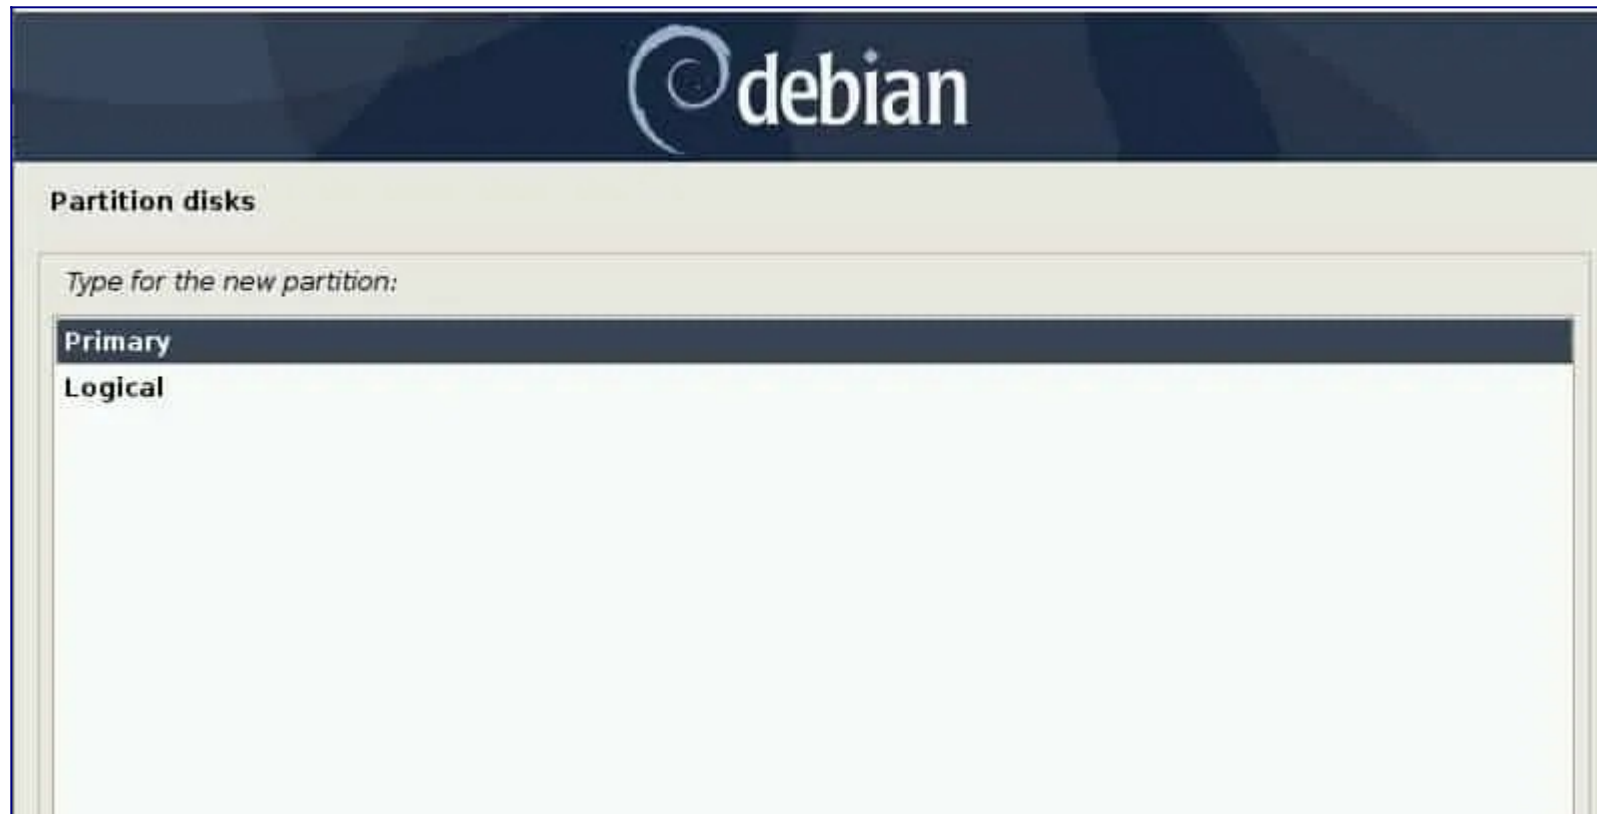 debian
Partition disks
Type for the new partition:
Primary
Logical